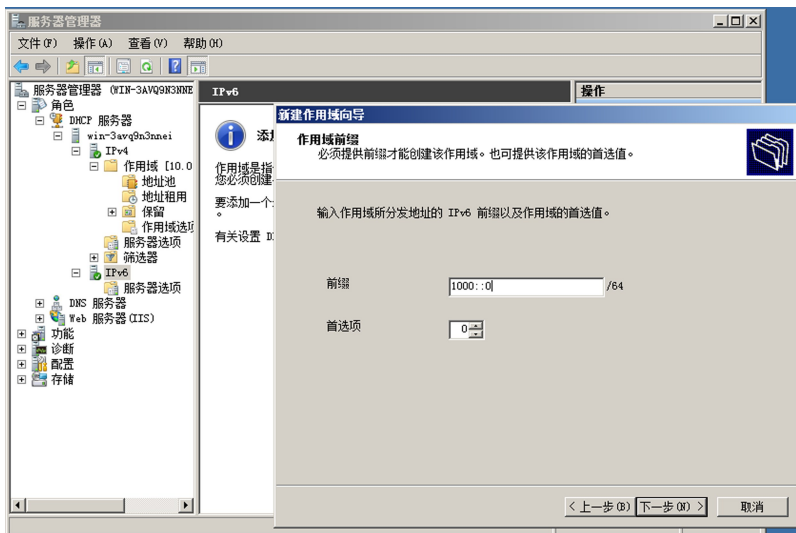 服务器管理器
文件(F) 操作(A) 查看(V) 帮助(H)
服务器管理器 (WIN-3AVQ9N3NNE
角色
DHCP 服务器
win-3avq9n3nnei
IPv4
作用域 [10.0
地址池
地址租用
保留
作用域选项
服务器选项
筛选器
IPv6
服务器选项
DNS 服务器
Web 服务器(IIS)
功能
诊断
配置
存储
IPv6
添加
作用域是指
您必须创建
要添加一个
。
有关设置 D
操作
新建作用域向导
作用域前缀
必须提供前缀才能创建该作用域。也可提供该作用域的首选值。
输入作用域所分发地址的 IPv6 前缀以及作用域的首选值。
前缀 1000::0 /64
首选项 0
< 上一步(B) 下一步(N) > 取消